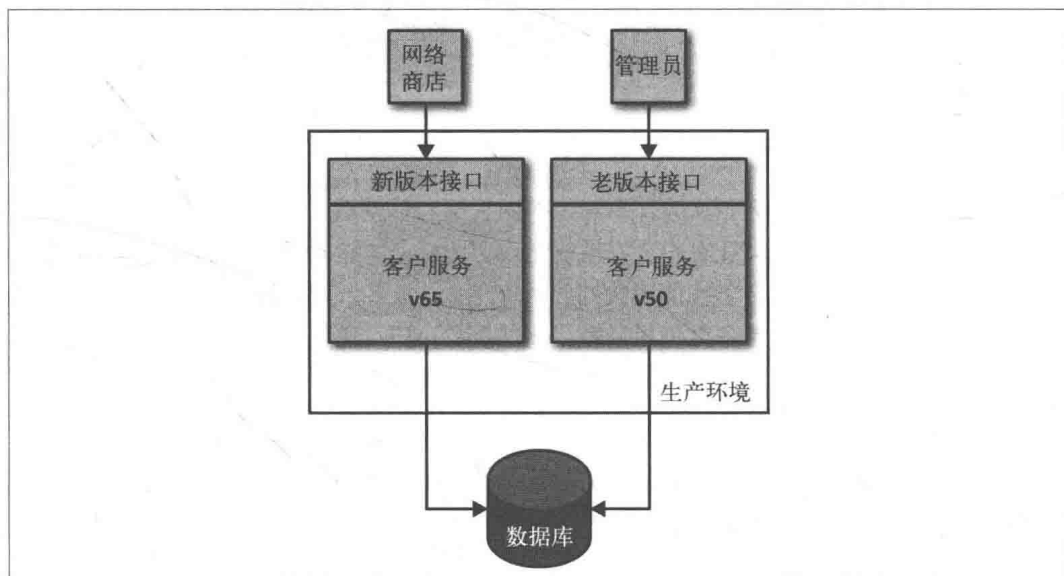 网络
商店
管理员
新版本接口
老版本接口
客户服务
v65
客户服务
v50
生产环境
数据库